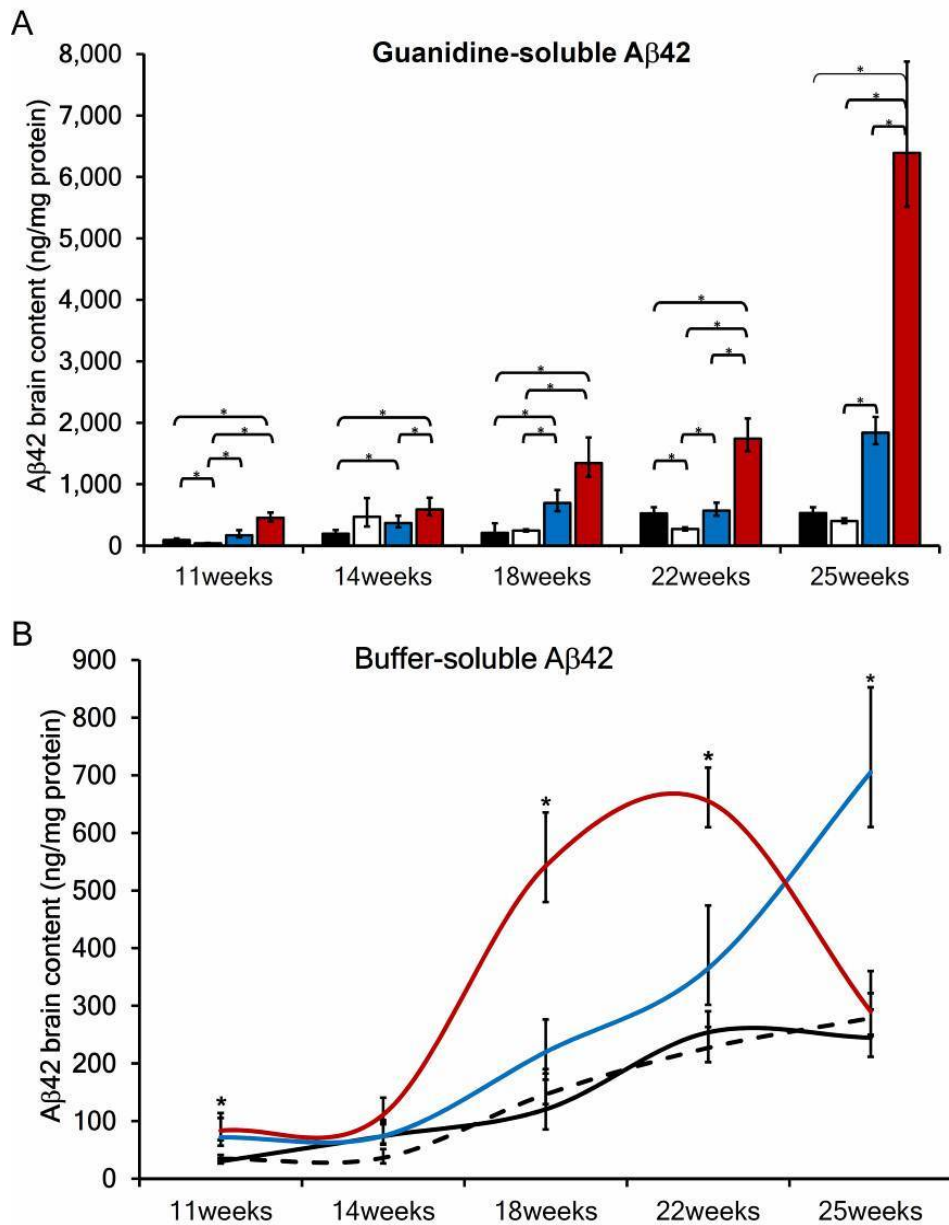 A
Guanidine-soluble Aβ42
Aβ42 brain content (ng/mg protein)
8,000
7,000
6,000
5,000
4,000
3,000
2,000
1,000
0
* * * *
* * *
* * * *
* * * * *
* * * *
11weeks 14weeks 18weeks 22weeks 25weeks
B
Buffer-soluble Aβ42
Aβ42 brain content (ng/mg protein)
900
800
700
600
500
400
300
200
100
0
* * * *
11weeks 14weeks 18weeks 22weeks 25weeks